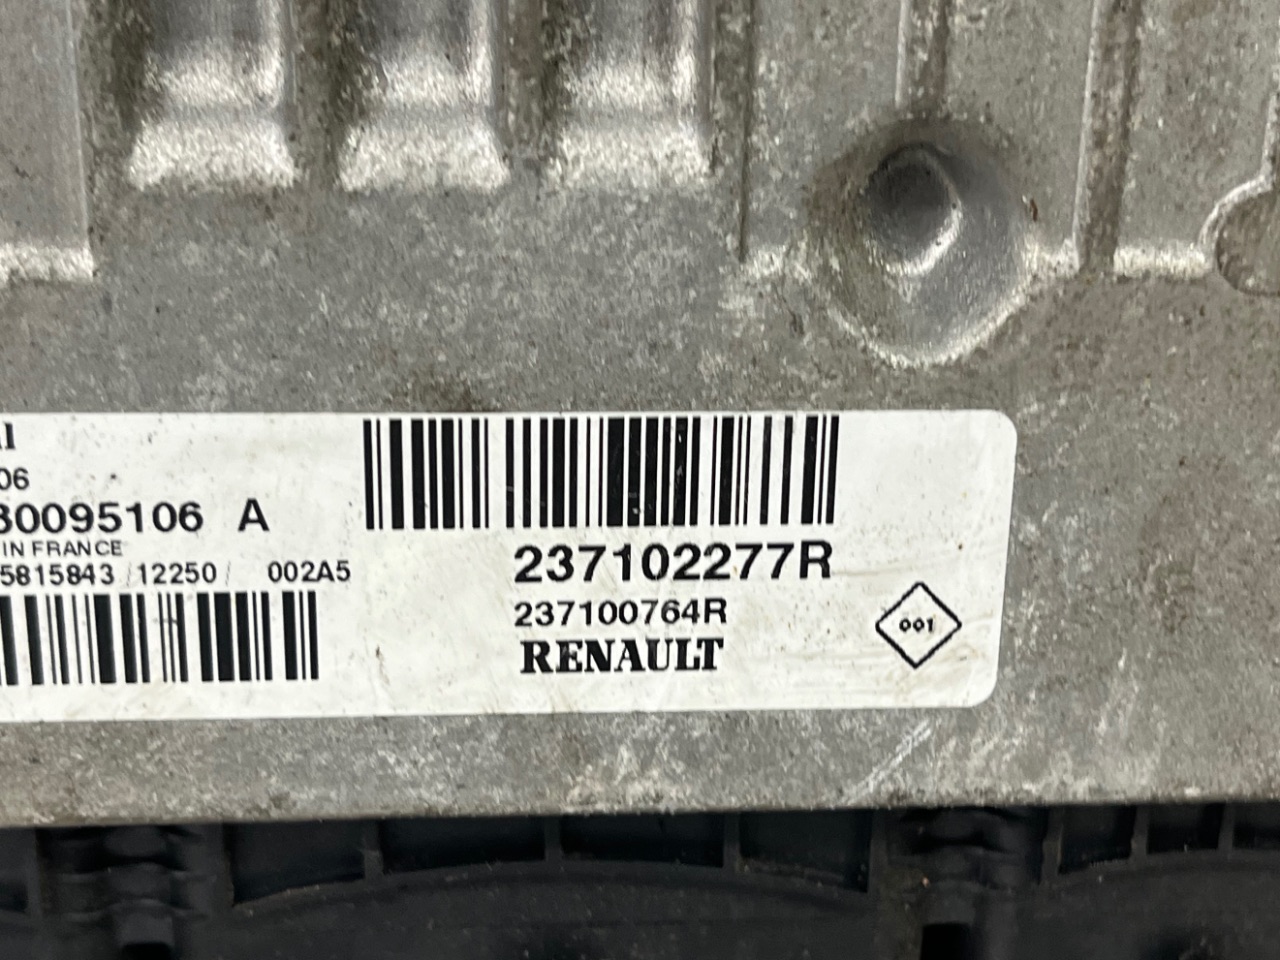 06
30095106 A
IN FRANCE
5815843 /12250/ 002A5
237102277R
237100764R
RENAULT
001